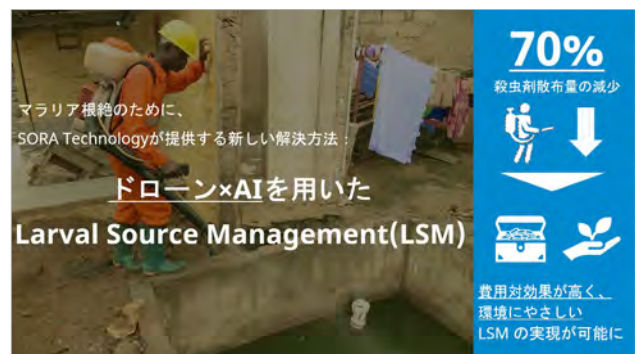 マラリア根絶のために、
SORA Technologyが提供する新しい解決方法：
ドローン×AIを用いた
Larval Source Management(LSM)
70%
殺虫剤散布量の減少
費用対効果が高く、
環境にやさしい
LSM の実現が可能に